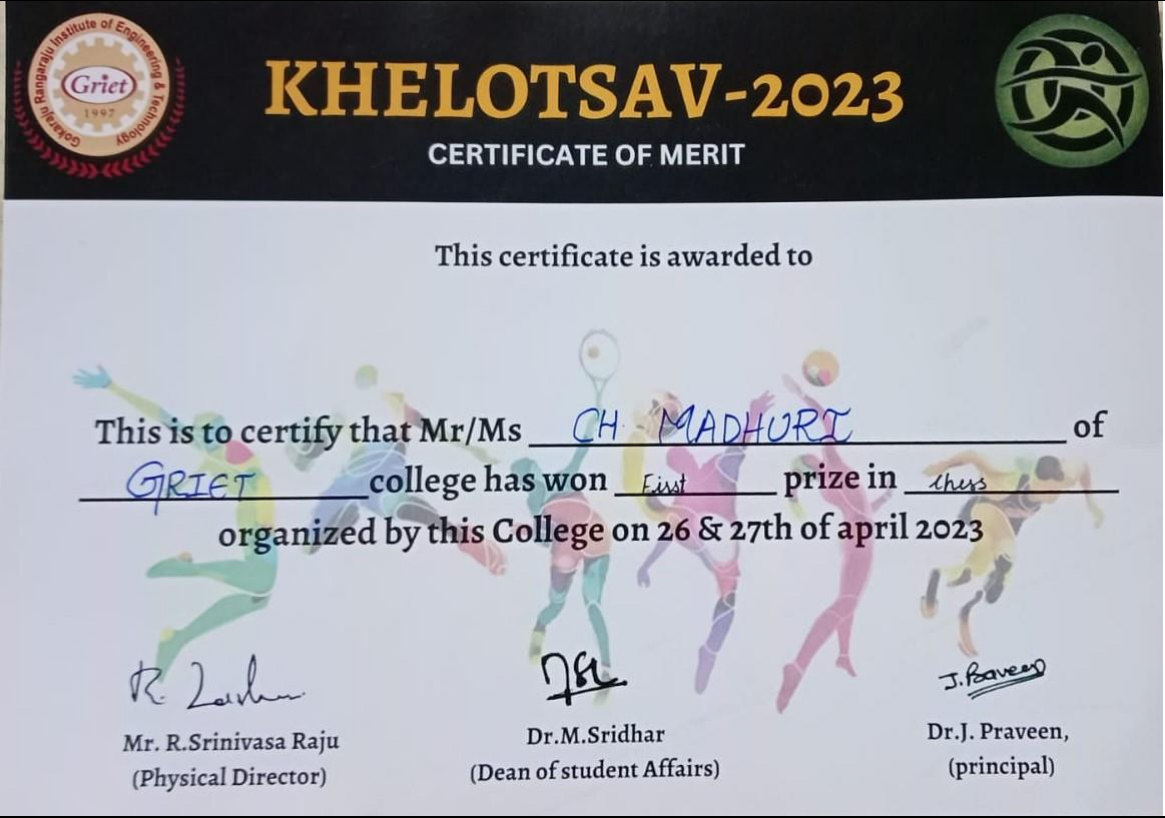 Gokaraju Rangaraju Institute of Engineering & Technology
Griet
1997
KHELOTSAV-2023
CERTIFICATE OF MERIT
This certificate is awarded to
This is to certify that Mr/Ms CH. MADHURI of
GRIET college has won First prize in chess
organized by this College on 26 & 27th of april 2023
J.Praveen
Mr. R.Srinivasa Raju
(Physical Director)
Dr.M.Sridhar
(Dean of student Affairs)
Dr.J. Praveen,
(principal)